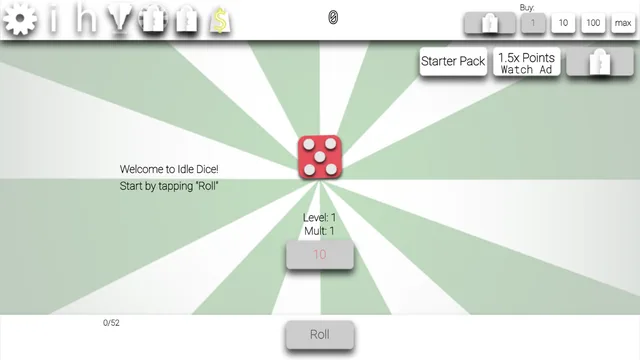 i h $
0
Buy:
1 10 100 max
Starter Pack
1.5x Points
Watch Ad
Welcome to Idle Dice!
Start by tapping "Roll"
Level: 1
Mult: 1
10
0/52
Roll